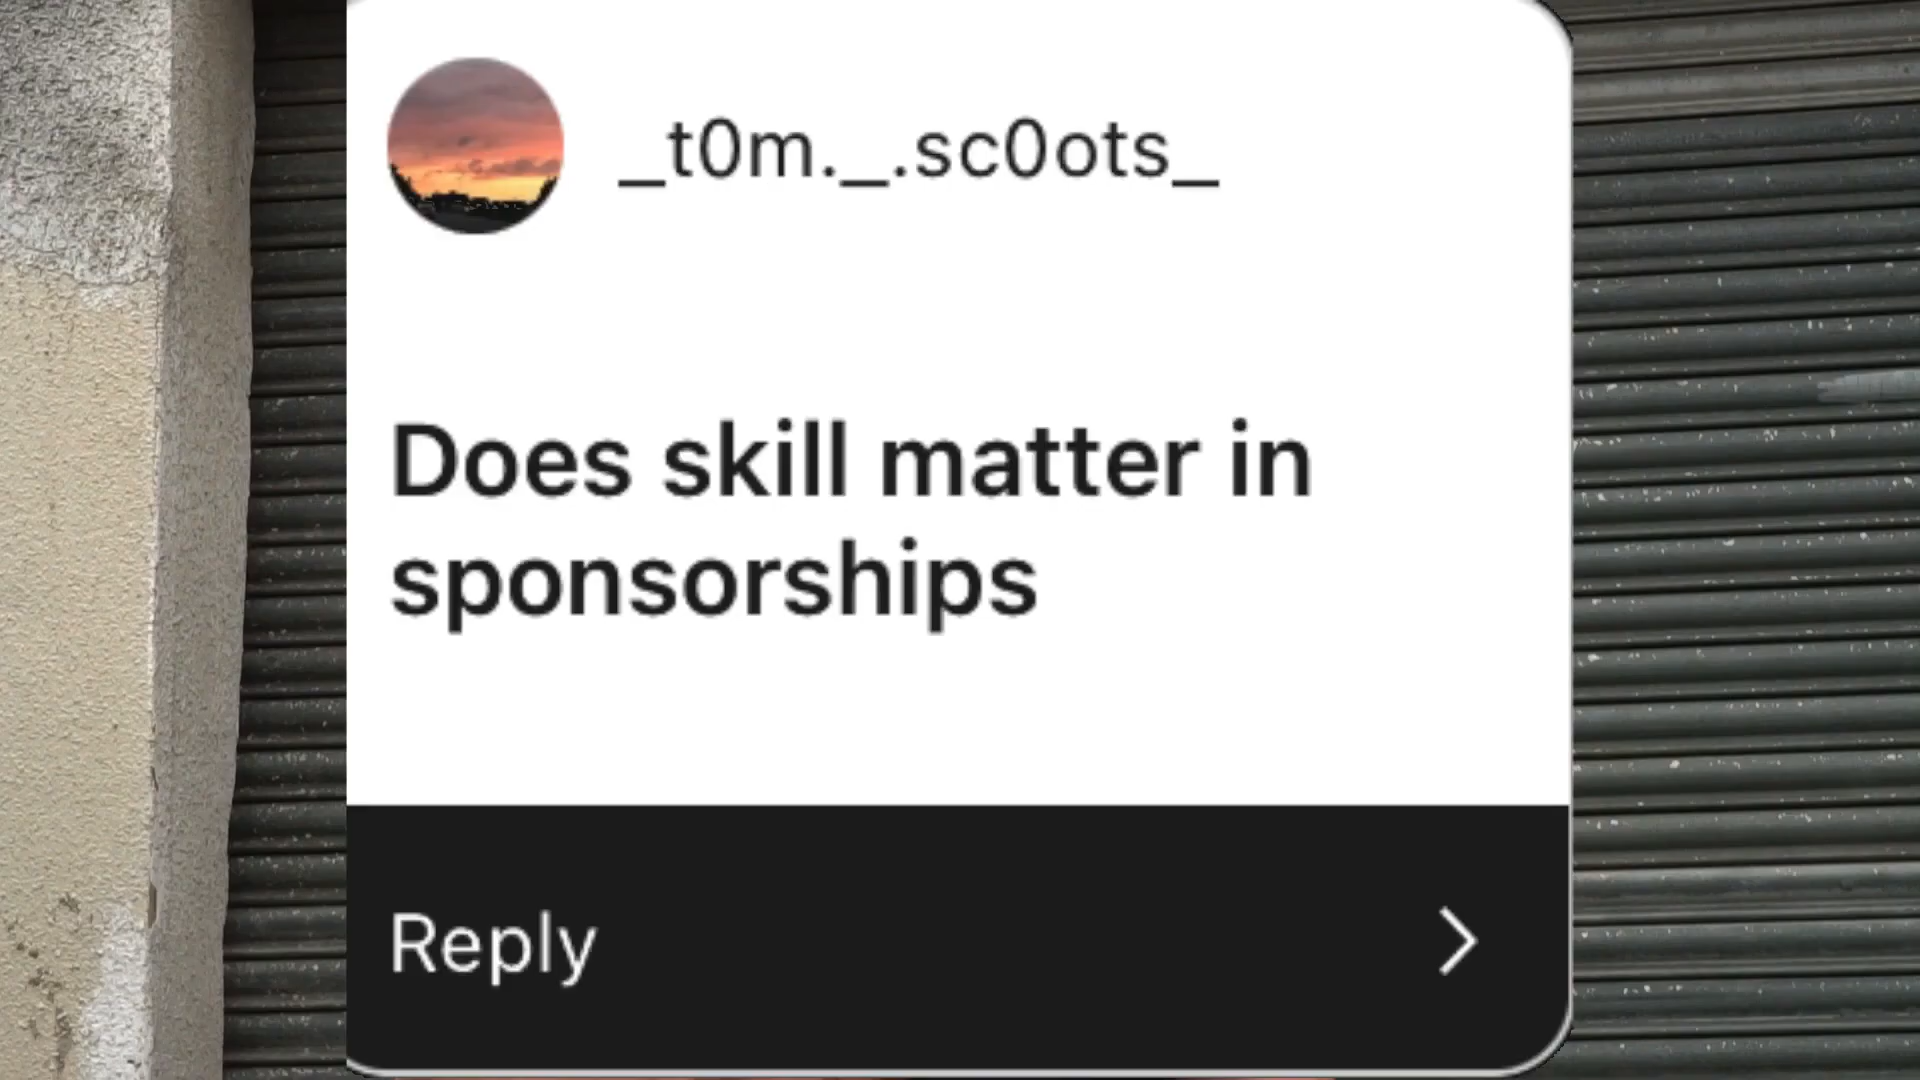 _t0m._.sc0ots_
Does skill matter in
sponsorships
Reply